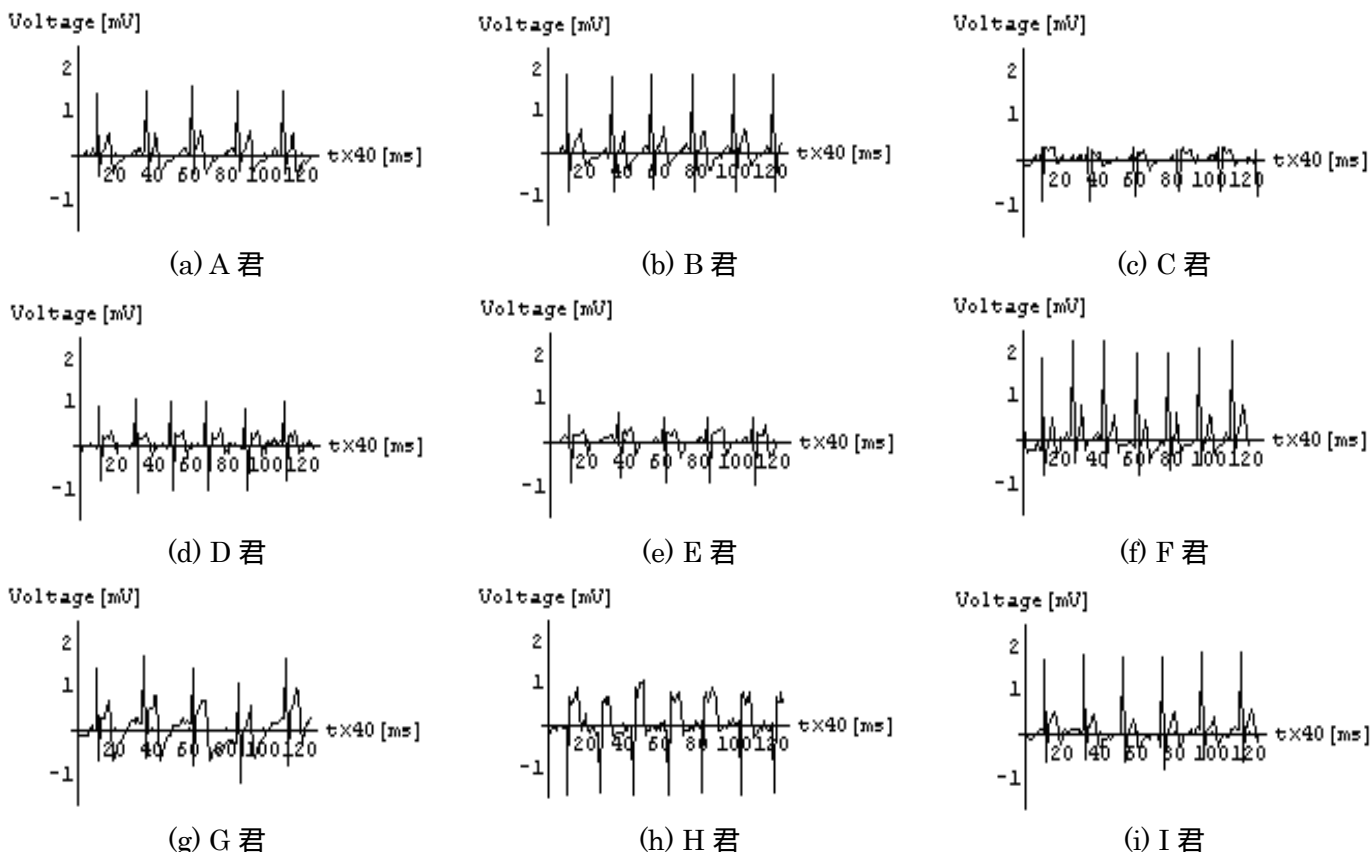 Voltage[mV]
2
1
-1
20 40 60 80 100 120
t×40[ms]
(a) A 君
Voltage[mV]
2
1
-1
20 40 60 80 100 120
t×40[ms]
(b) B 君
Voltage[mV]
2
1
-1
20 40 60 80 100 120
t×40[ms]
(c) C 君
Voltage[mV]
2
1
-1
20 40 60 80 100 120
t×40[ms]
(d) D 君
Voltage[mV]
2
1
-1
20 40 60 80 100 120
t×40[ms]
(e) E 君
Voltage[mV]
2
1
-1
20 40 60 80 100 120
t×40[ms]
(f) F 君
Voltage[mV]
2
1
-1
20 40 60 80 100 120
t×40[ms]
(g) G 君
Voltage[mV]
2
1
-1
20 40 60 80 100 120
t×40[ms]
(h) H 君
Voltage[mV]
2
1
-1
20 40 60 80 100 120
t×40[ms]
(i) I 君